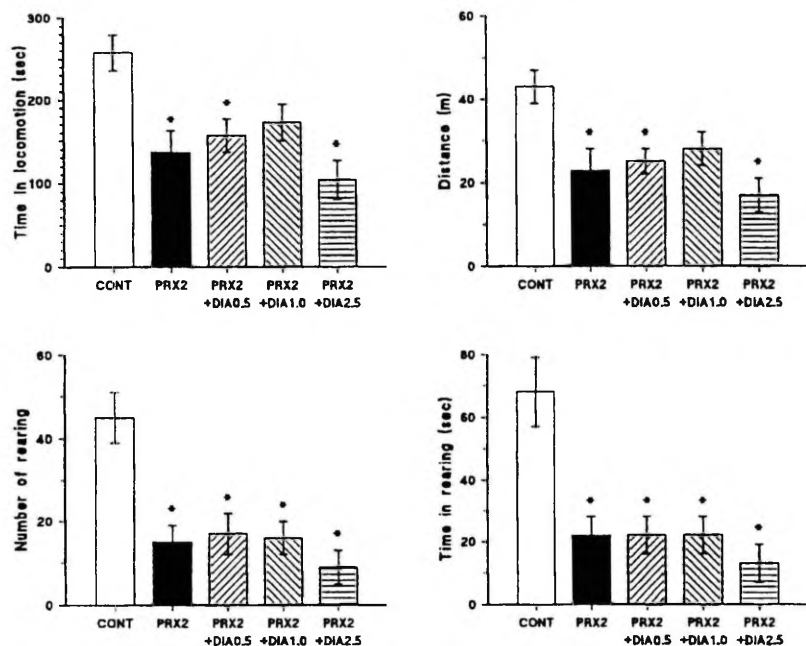 Time in locomotion (sec)
300
200
100
0
CONT PRX2 PRX2 PRX2 PRX2
+DIA0.5 +DIA1.0 +DIA2.5
* * *
Distance (m)
60
40
20
0
CONT PRX2 PRX2 PRX2 PRX2
+DIA0.5 +DIA1.0 +DIA2.5
* * *
Number of rearing
60
40
20
0
CONT PRX2 PRX2 PRX2 PRX2
+DIA0.5 +DIA1.0 +DIA2.5
* * * *
Time in rearing (sec)
80
60
40
20
0
CONT PRX2 PRX2 PRX2 PRX2
+DIA0.5 +DIA1.0 +DIA2.5
* * * *